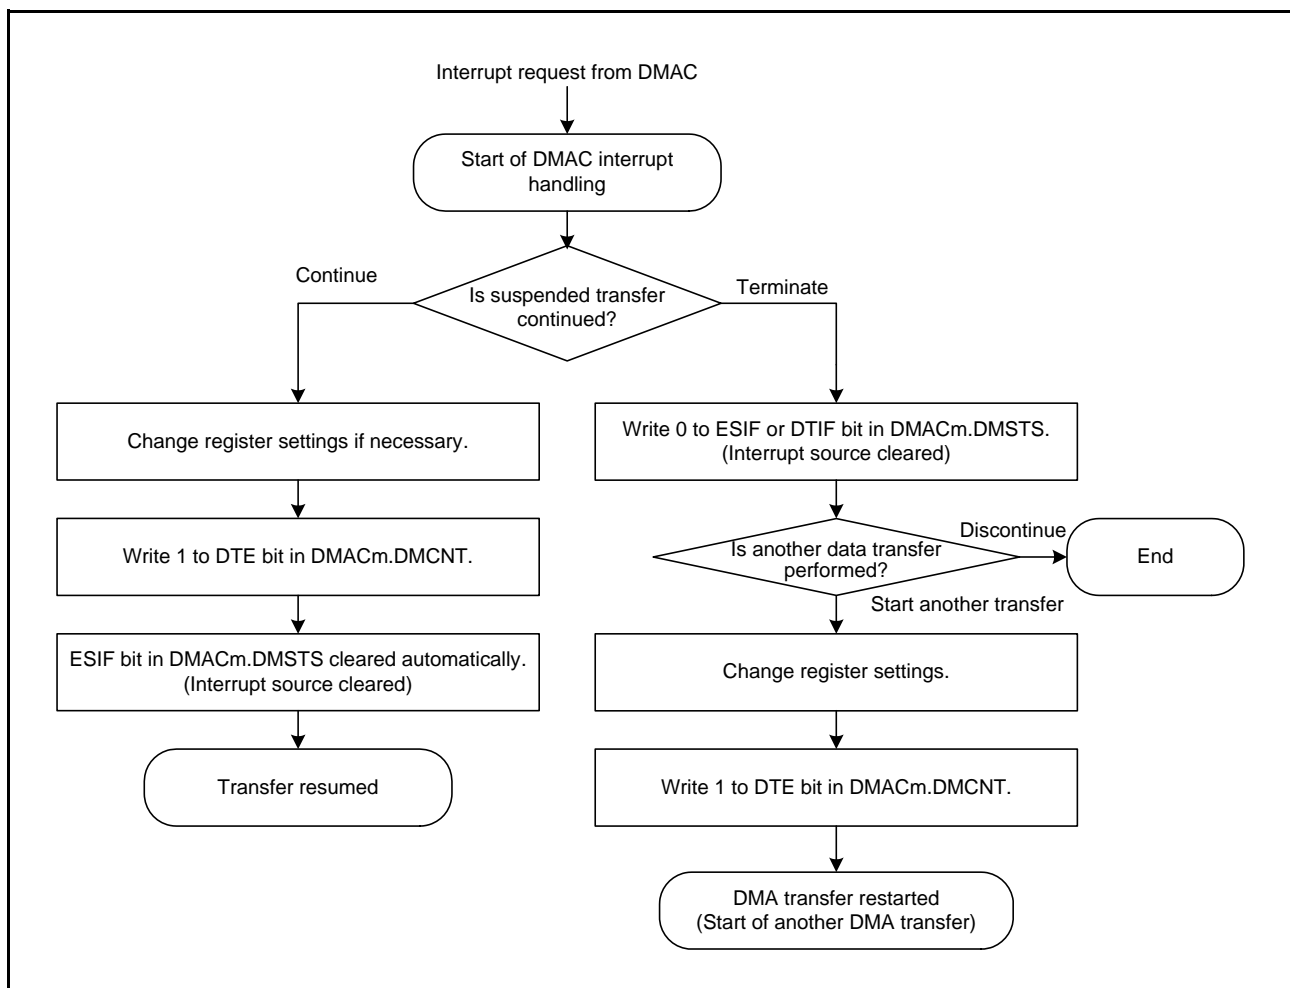 Interrupt request from DMAC
Start of DMAC interrupt
handling
Continue
Terminate
Is suspended transfer
continued?
Change register settings if necessary.
Write 1 to DTE bit in DMACm.DMCNT.
ESIF bit in DMACm.DMSTS cleared automatically.
(Interrupt source cleared)
Transfer resumed
Write 0 to ESIF or DTIF bit in DMACm.DMSTS.
(Interrupt source cleared)
Is another data transfer
performed?
Discontinue
End
Start another transfer
Change register settings.
Write 1 to DTE bit in DMACm.DMCNT.
DMA transfer restarted
(Start of another DMA transfer)